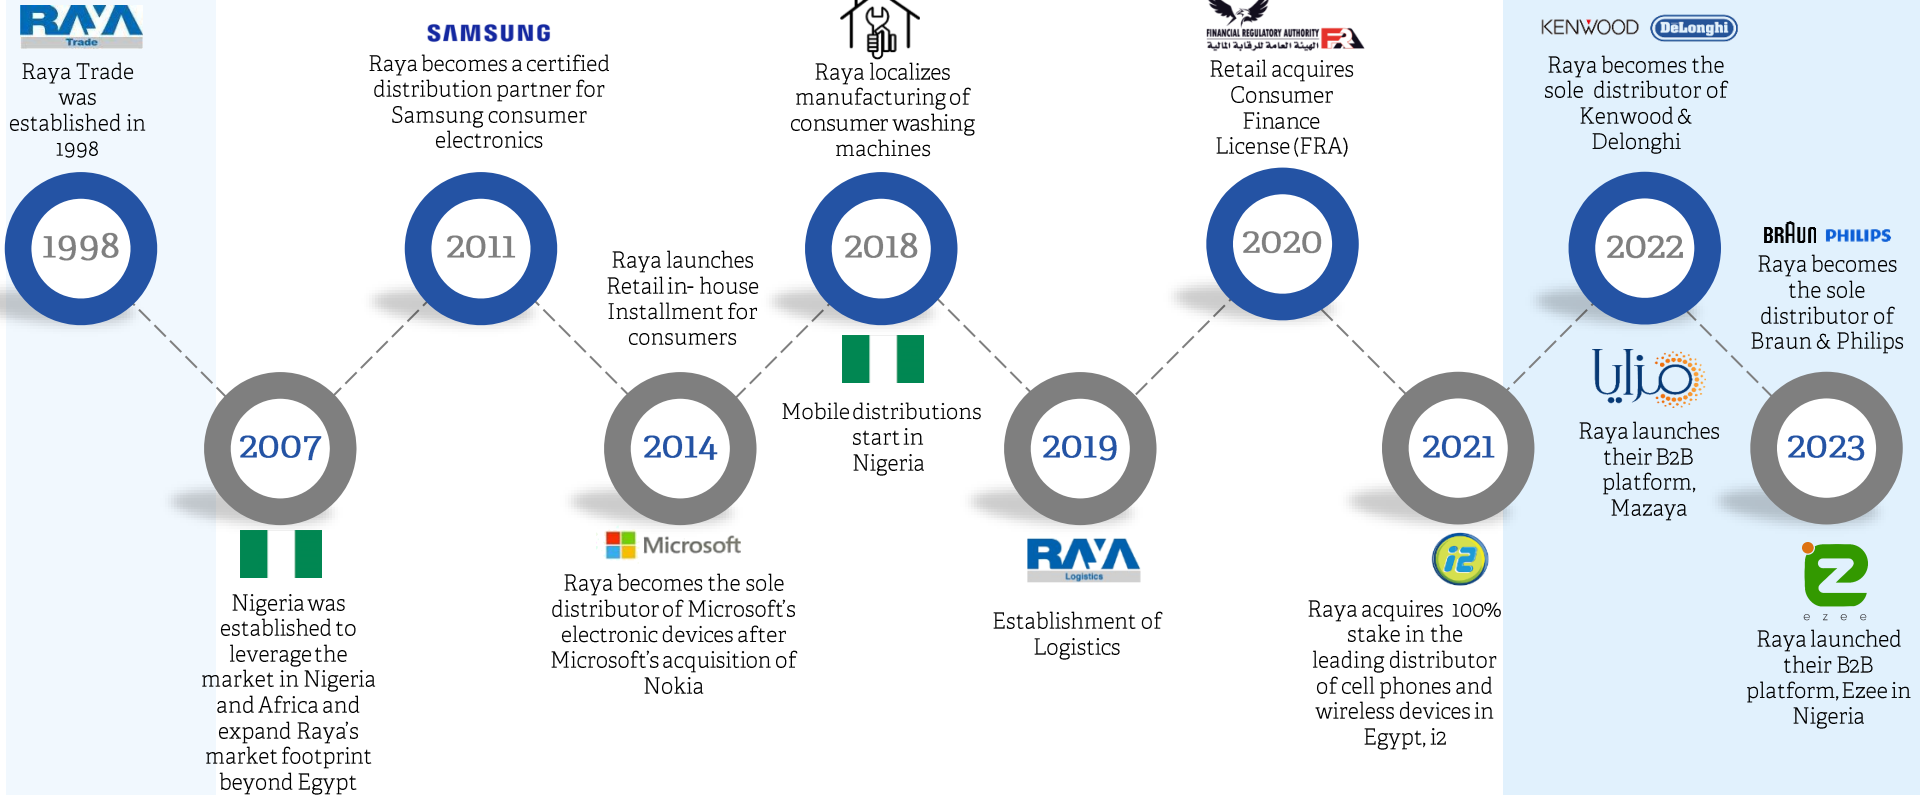 RAYA
Trade
Raya Trade
was
established in
1998
1998
2007
Nigeria was
established to
leverage the
market in Nigeria
and Africa and
expand Raya's
market footprint
beyond Egypt
SAMSUNG
Raya becomes a certified
distribution partner for
Samsung consumer
electronics
2011
Raya launches
Retail in- house
Installment for
consumers
2014
Microsoft
Raya becomes the sole
distributor of Microsoft's
electronic devices after
Microsoft's acquisition of
Nokia
Raya localizes
manufacturing of
consumer washing
machines
2018
Mobile distributions
start in
Nigeria
2019
RAYA
Logistics
Establishment of
Logistics
FINANCIAL REGULATORY AUTHORITY
الهيئة العامة للرقابة المالية
FRA
Retail acquires
Consumer
Finance
License (FRA)
2020
2021
i2
Raya acquires 100%
stake in the
leading distributor
of cell phones and
wireless devices in
Egypt, i2
KENWOOD DeLonghi
Raya becomes the
sole distributor of
Kenwood &
Delonghi
2022
مزايا
Raya launches
their B2B
platform,
Mazaya
BRAUN PHILIPS
Raya becomes
the sole
distributor of
Braun & Philips
2023
ezee
Raya launched
their B2B
platform, Ezee in
Nigeria